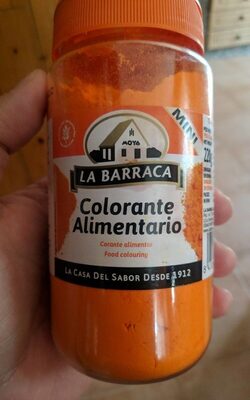 MOYA
LA BARRACA
MINI
Colorante
Alimentario
Corante alimentar
Food colouring
LA CASA DEL SABOR DESDE 1912